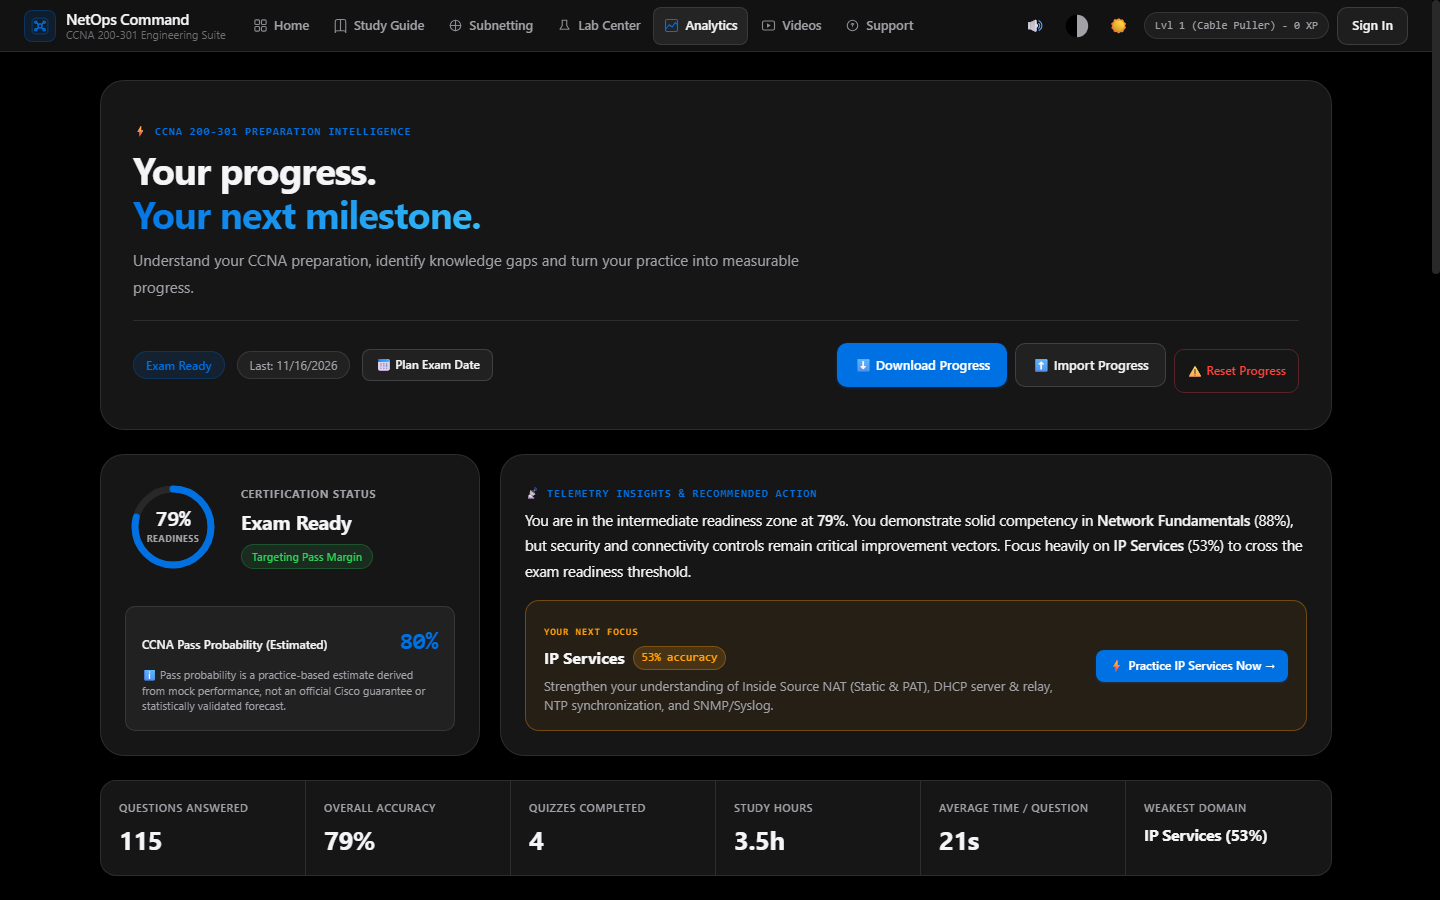 NetOps Command
CCNA 200-301 Engineering Suite
Home
Study Guide
Subnetting
Lab Center
Analytics
Videos
Support
Lvl 1 (Cable Puller) - 0 XP
Sign In
CCNA 200-301 PREPARATION INTELLIGENCE
Your progress.
Your next milestone.
Understand your CCNA preparation, identify knowledge gaps and turn your practice into measurable
progress.
Exam Ready
Last: 11/16/2026
Plan Exam Date
Download Progress
Import Progress
Reset Progress
79%
READINESS
CERTIFICATION STATUS
Exam Ready
Targeting Pass Margin
CCNA Pass Probability (Estimated)
80%
Pass probability is a practice-based estimate derived
from mock performance, not an official Cisco guarantee or
statistically validated forecast.
TELEMETRY INSIGHTS & RECOMMENDED ACTION
You are in the intermediate readiness zone at 79%. You demonstrate solid competency in Network Fundamentals (88%),
but security and connectivity controls remain critical improvement vectors. Focus heavily on IP Services (53%) to cross the
exam readiness threshold.
YOUR NEXT FOCUS
IP Services
53% accuracy
Strengthen your understanding of Inside Source NAT (Static & PAT), DHCP server & relay,
NTP synchronization, and SNMP/Syslog.
Practice IP Services Now →
QUESTIONS ANSWERED
115
OVERALL ACCURACY
79%
QUIZZES COMPLETED
4
STUDY HOURS
3.5h
AVERAGE TIME / QUESTION
21s
WEAKEST DOMAIN
IP Services (53%)